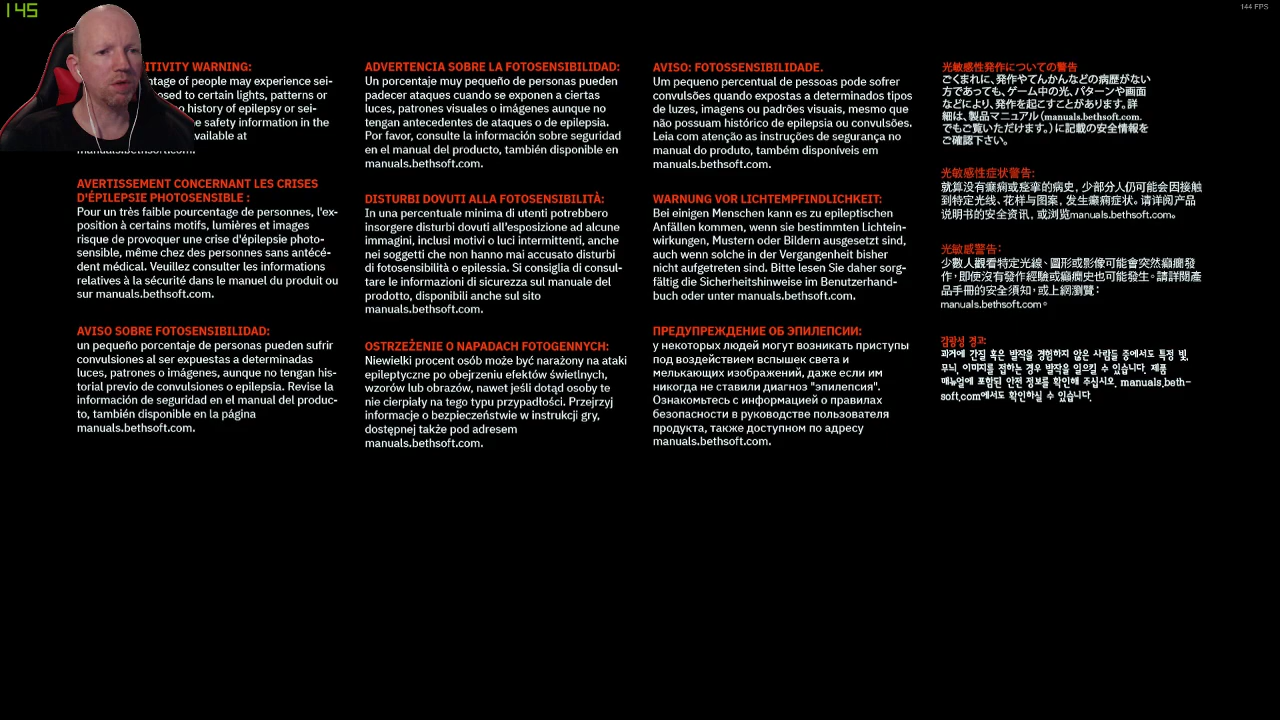 145
144 FPS
ITIVITY WARNING:
ntage of people may experience sei-
osed to certain lights, patterns or
o history of epilepsy or sei-
e safety information in the
vailable at
manuals.bethsoft.com.
AVERTISSEMENT CONCERNANT LES CRISES
D'ÉPILEPSIE PHOTOSENSIBLE :
Pour un très faible pourcentage de personnes, l'ex-
position à certains motifs, lumières et images
risque de provoquer une crise d'épilepsie photo-
sensible, même chez des personnes sans antécé-
dent médical. Veuillez consulter les informations
relatives à la sécurité dans le manuel du produit ou
sur manuals.bethsoft.com.
AVISO SOBRE FOTOSENSIBILIDAD:
un pequeño porcentaje de personas pueden sufrir
convulsiones al ser expuestas a determinadas
luces, patrones o imágenes, aunque no tengan his-
torial previo de convulsiones o epilepsia. Revise la
información de seguridad en el manual del produc-
to, también disponible en la página
manuals.bethsoft.com.
ADVERTENCIA SOBRE LA FOTOSENSIBILIDAD:
Un porcentaje muy pequeño de personas pueden
padecer ataques cuando se exponen a ciertas
luces, patrones visuales o imágenes aunque no
tengan antecedentes de ataques o de epilepsia.
Por favor, consulte la información sobre seguridad
en el manual del producto, también disponible en
manuals.bethsoft.com.
DISTURBI DOVUTI ALLA FOTOSENSIBILITÀ:
In una percentuale minima di utenti potrebbero
insorgere disturbi dovuti all'esposizione ad alcune
immagini, inclusi motivi o luci intermittenti, anche
nei soggetti che non hanno mai accusato disturbi
di fotosensibilità o epilessia. Si consiglia di consul-
tare le informazioni di sicurezza sul manuale del
prodotto, disponibili anche sul sito
manuals.bethsoft.com.
OSTRZEŻENIE O NAPADACH FOTOGENNYCH:
Niewielki procent osób może być narażony na ataki
epileptyczne po obejrzeniu efektów świetlnych,
wzorów lub obrazów, nawet jeśli dotąd osoby te
nie cierpiały na tego typu przypadłości. Przejrzyj
informacje o bezpieczeństwie w instrukcji gry,
dostępnej także pod adresem
manuals.bethsoft.com.
AVISO: FOTOSSENSIBILIDADE.
Um pequeno percentual de pessoas pode sofrer
convulsões quando expostas a determinados tipos
de luzes, imagens ou padrões visuais, mesmo que
não possuam histórico de epilepsia ou convulsões.
Leia com atenção as instruções de segurança no
manual do produto, também disponíveis em
manuals.bethsoft.com.
WARNUNG VOR LICHTEMPFINDLICHKEIT:
Bei einigen Menschen kann es zu epileptischen
Anfällen kommen, wenn sie bestimmten Lichtein-
wirkungen, Mustern oder Bildern ausgesetzt sind,
auch wenn solche in der Vergangenheit bisher
nicht aufgetreten sind. Bitte lesen Sie daher sorg-
fältig die Sicherheitshinweise im Benutzerhand-
buch oder unter manuals.bethsoft.com.
ПРЕДУПРЕЖДЕНИЕ ОБ ЭПИЛЕПСИИ:
у некоторых людей могут возникать приступы
под воздействием вспышек света и
мелькающих изображений, даже если им
никогда не ставили диагноз "эпилепсия".
Ознакомьтесь с информацией о правилах
безопасности в руководстве пользователя
продукта, также доступном по адресу
manuals.bethsoft.com.
光敏感性発作についての警告
ごくまれに、発作やてんかんなどの病歴がない
方であっても、ゲーム中の光、パターンや画面
などにより、発作を起こすことがあります。詳
細は、製品マニュアル(manuals.bethsoft.com.
でもご覧いただけます。)に記載の安全情報を
ご確認下さい。
光敏感性症状警告:
就算没有癫痫或痉挛的病史，少部分人仍可能会因接触
到特定光线、花样与图案，发生癫痫症状。请详阅产品
说明书的安全资讯，或浏览manuals.bethsoft.com。
光敏感警告:
少數人觀看特定光線、圖形或影像可能會突然癲癇發
作，即使沒有發作經驗或癲癇史也可能發生。請詳閱產
品手冊的安全須知，或上網瀏覽：
manuals.bethsoft.com。
감광성 경고:
과거에 간질 혹은 발작을 경험하지 않은 사람들 중에서도 특정 빛,
무늬, 이미지를 접하는 경우 발작을 일으킬 수 있습니다. 제품
매뉴얼에 포함된 안전 정보를 확인해 주십시오. manuals.beth-
soft.com에서도 확인하실 수 있습니다.